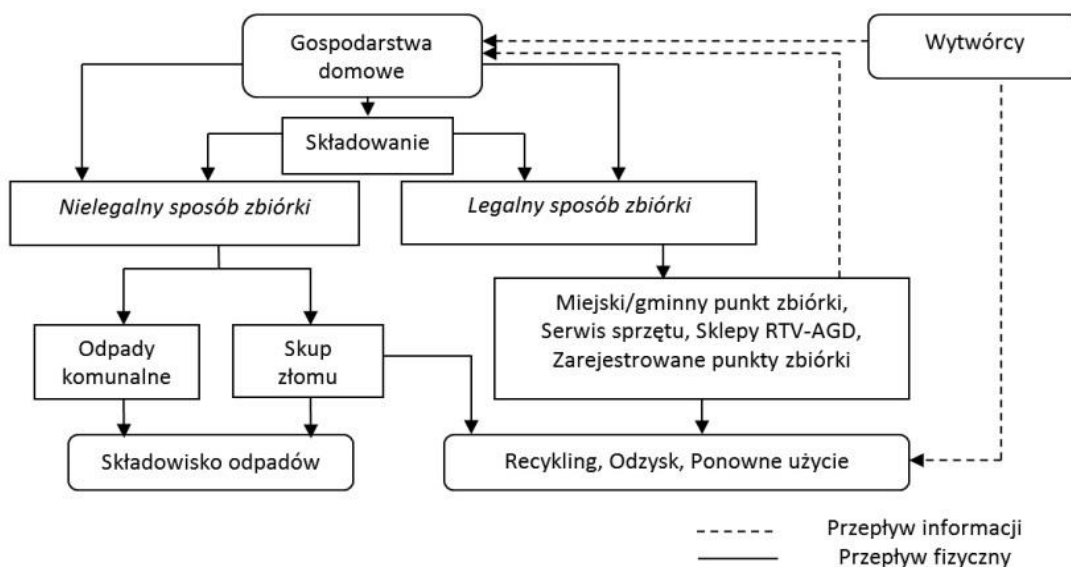 Gospodarstwa
domowe
Wytwórcy
Składowanie
Nielegalny sposób zbiórki
Legalny sposób zbiórki
Miejski/gminny punkt zbiórki,
Serwis sprzętu, Sklepy RTV-AGD,
Zarejestrowane punkty zbiórki
Odpady
komunalne
Skup
złomu
Składowisko odpadów
Recykling, Odzysk, Ponowne użycie
Przepływ informacji
Przepływ fizyczny